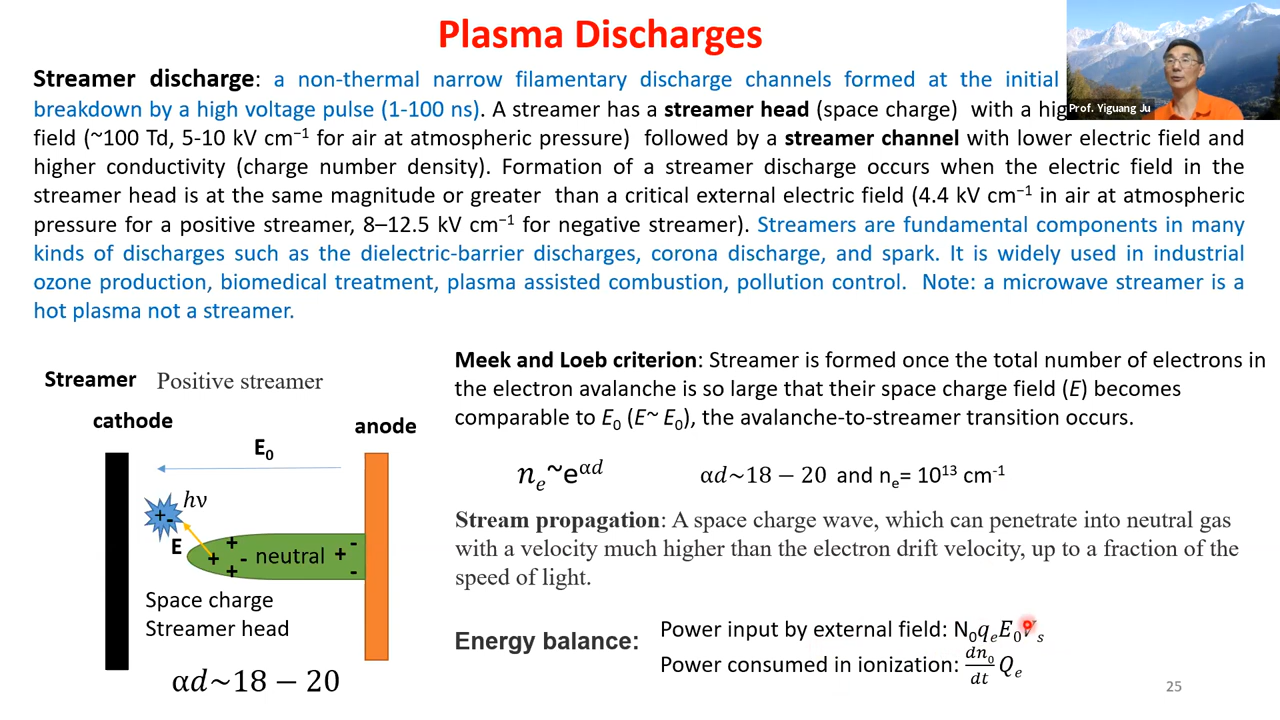 Plasma Discharges
Prof. Yiguang Ju
Streamer discharge: a non-thermal narrow filamentary discharge channels formed at the initial
breakdown by a high voltage pulse (1-100 ns). A streamer has a streamer head (space charge) with a hig
field (~100 Td, 5-10 kV cm⁻¹ for air at atmospheric pressure) followed by a streamer channel with lower electric field and
higher conductivity (charge number density). Formation of a streamer discharge occurs when the electric field in the
streamer head is at the same magnitude or greater than a critical external electric field (4.4 kV cm⁻¹ in air at atmospheric
pressure for a positive streamer, 8–12.5 kV cm⁻¹ for negative streamer). Streamers are fundamental components in many
kinds of discharges such as the dielectric-barrier discharges, corona discharge, and spark. It is widely used in industrial
ozone production, biomedical treatment, plasma assisted combustion, pollution control. Note: a microwave streamer is a
hot plasma not a streamer.
Streamer Positive streamer
cathode
anode
E₀
hν
+ -
E
+ + - + neutral + - -
Space charge
Streamer head
αd~18 − 20
Meek and Loeb criterion: Streamer is formed once the total number of electrons in
the electron avalanche is so large that their space charge field (E) becomes
comparable to E₀ (E~ E₀), the avalanche-to-streamer transition occurs.
nₑ~e^αd αd~18 − 20 and nₑ= 10¹³ cm⁻¹
Stream propagation: A space charge wave, which can penetrate into neutral gas
with a velocity much higher than the electron drift velocity, up to a fraction of the
speed of light.
Energy balance:
Power input by external field: N₀qₑE₀Vₛ
Power consumed in ionization: dn₀/dt Qₑ
25